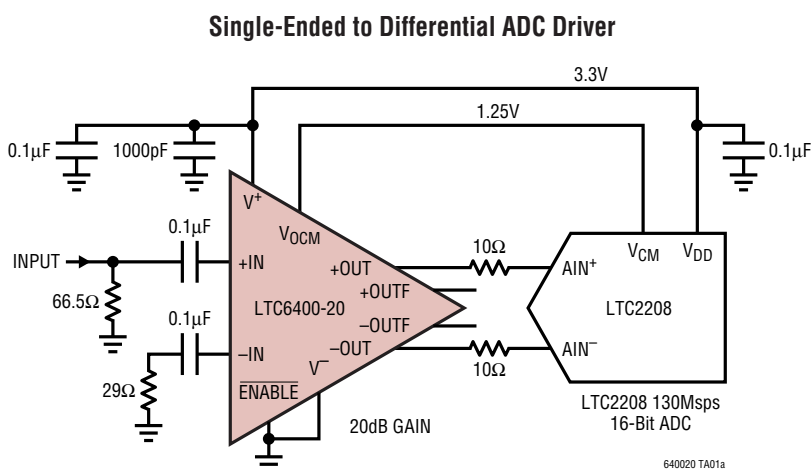 Single-Ended to Differential ADC Driver
3.3V
1.25V
0.1µF
1000pF
0.1µF
V+
VOCM
0.1µF
INPUT
+IN
66.5Ω
+OUT
+OUTF
LTC6400-20
–OUTF
–OUT
10Ω
10Ω
AIN+
VCM
VDD
LTC2208
AIN–
0.1µF
–IN
29Ω
V–
ENABLE
20dB GAIN
LTC2208 130Msps
16-Bit ADC
640020 TA01a